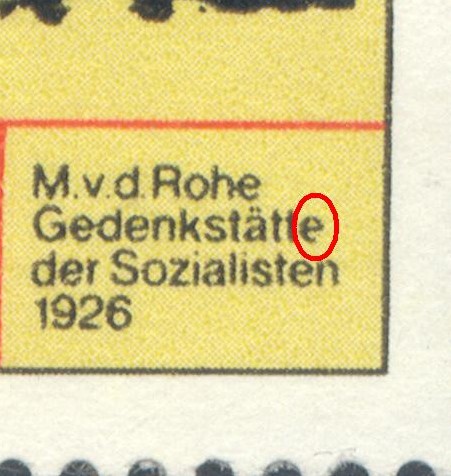 M.v.d.Rohe
Gedenkstätte
der Sozialisten
1926